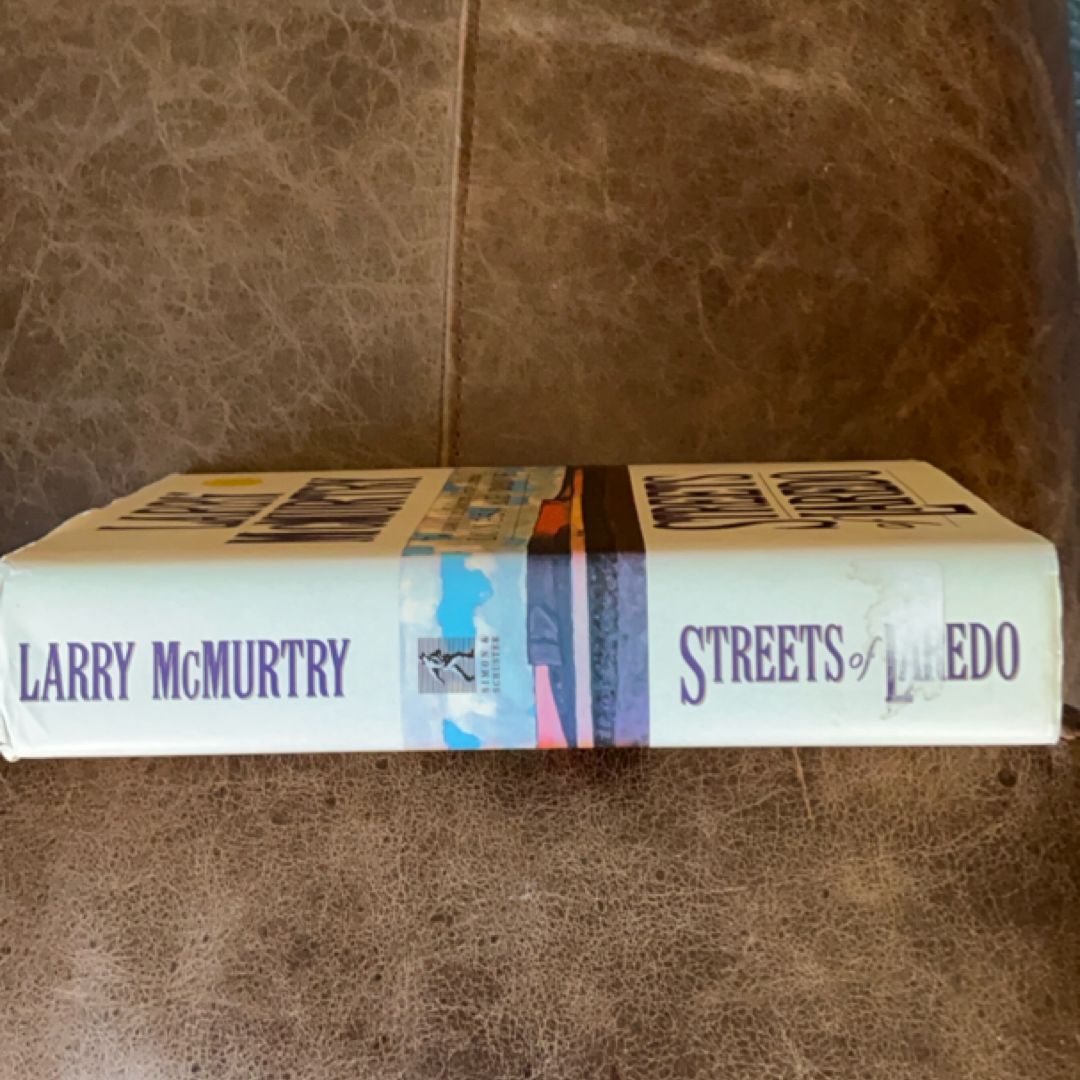 LARRY
McMURTRY
STREETS
of LAREDO
LARRY McMURTRY
SIMON &
SCHUSTER
STREETS of LAREDO